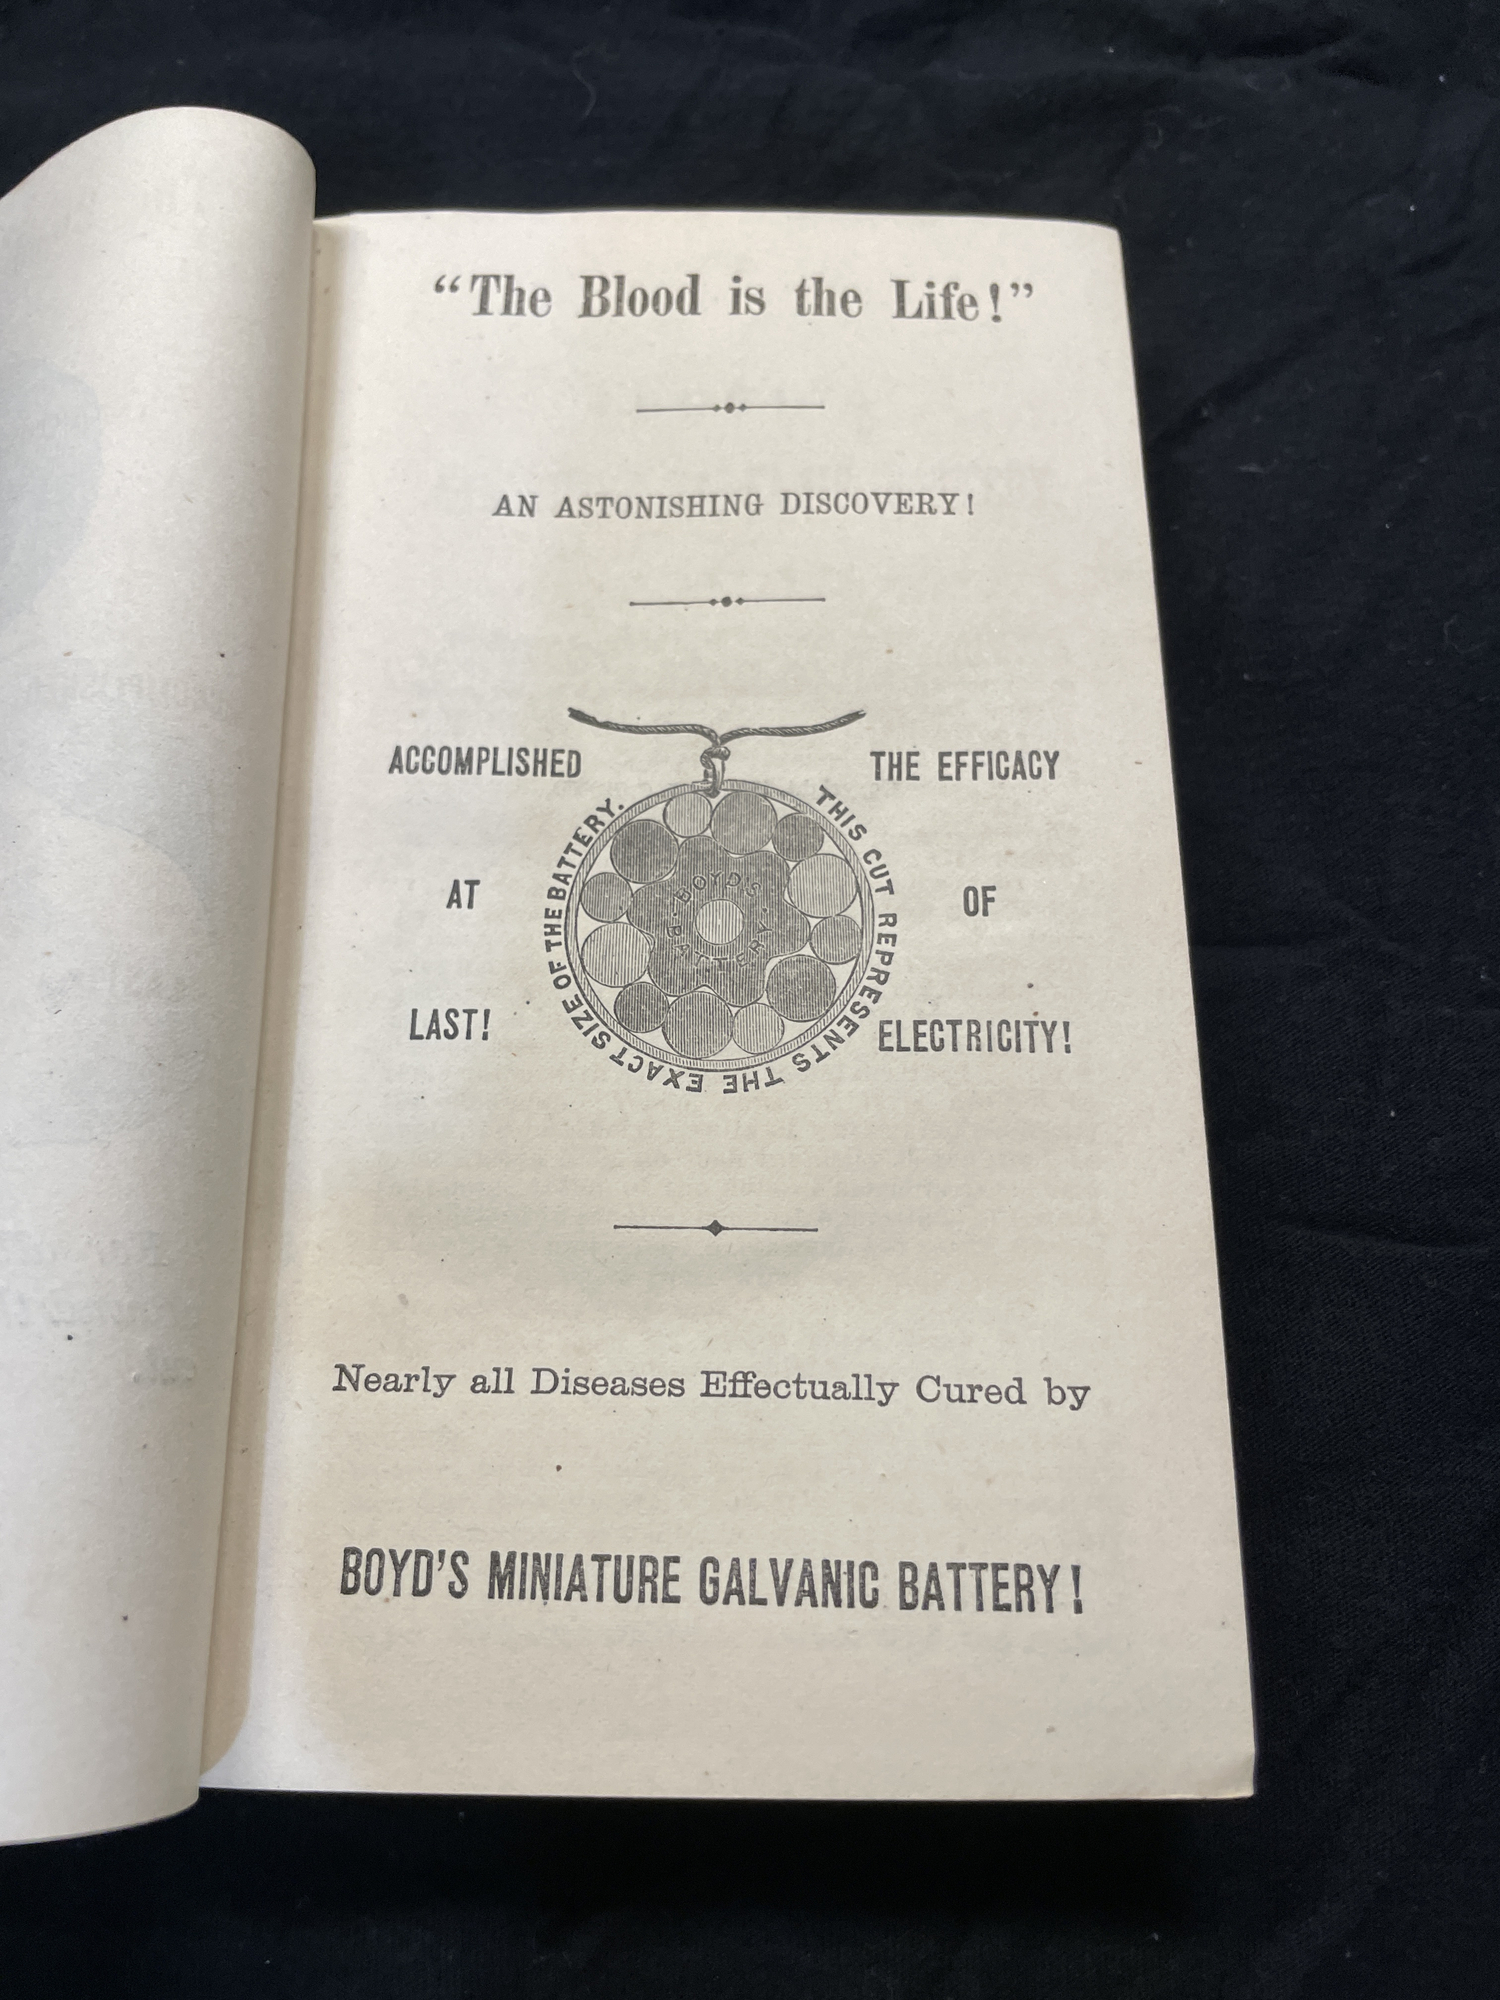 “The Blood is the Life!”
AN ASTONISHING DISCOVERY!
ACCOMPLISHED
AT
LAST!
THIS CUT REPRESENTS THE EXACT SIZE OF THE BATTERY.
·BOYD'S·
BATTERY
THE EFFICACY
OF
ELECTRICITY!
Nearly all Diseases Effectually Cured by
BOYD'S MINIATURE GALVANIC BATTERY!